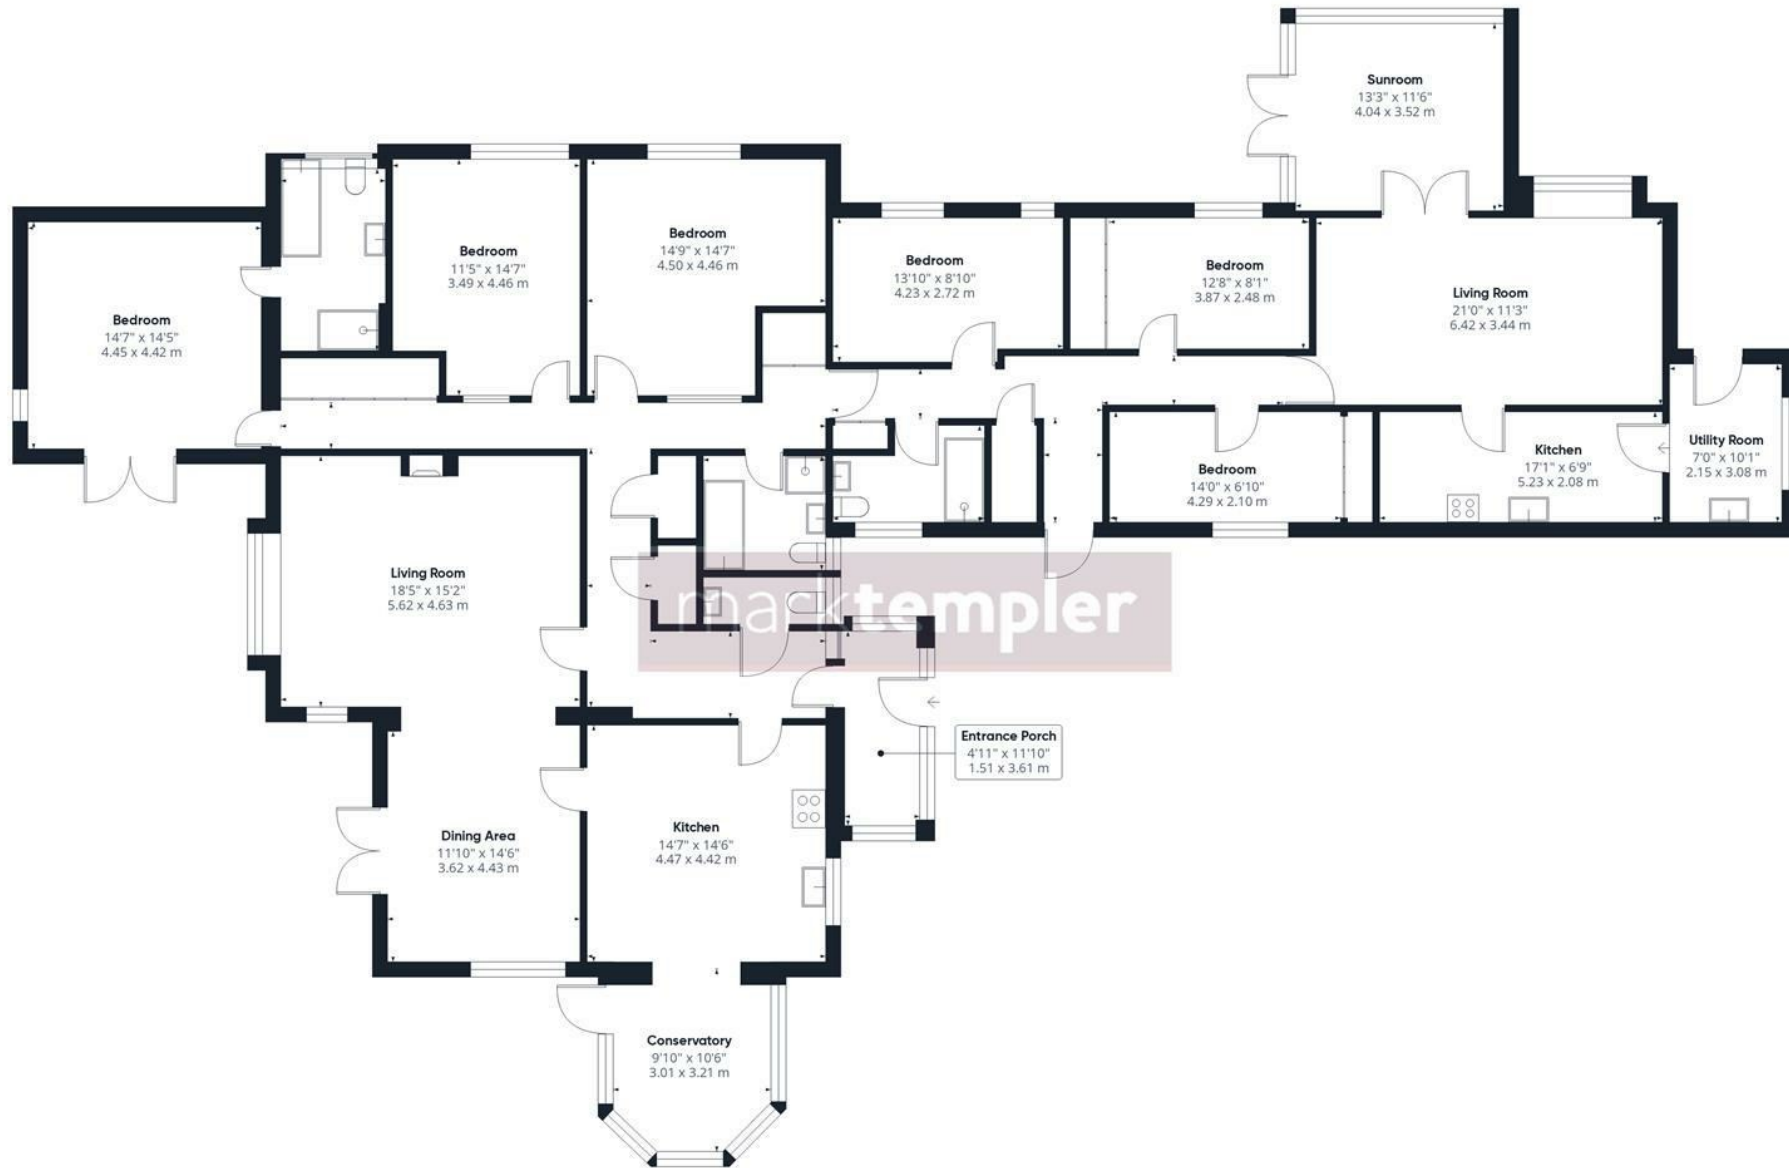 Sunroom
13'3" x 11'6"
4.04 x 3.52 m
Bedroom
14'7" x 14'5"
4.45 x 4.42 m
Bedroom
11'5" x 14'7"
3.49 x 4.46 m
Bedroom
14'9" x 14'7"
4.50 x 4.46 m
Bedroom
13'10" x 8'10"
4.23 x 2.72 m
Bedroom
12'8" x 8'1"
3.87 x 2.48 m
Living Room
21'0" x 11'3"
6.42 x 3.44 m
Bedroom
14'0" x 6'10"
4.29 x 2.10 m
Kitchen
17'1" x 6'9"
5.23 x 2.08 m
Utility Room
7'0" x 10'1"
2.15 x 3.08 m
Living Room
18'5" x 15'2"
5.62 x 4.63 m
marktempler
Entrance Porch
4'11" x 11'10"
1.51 x 3.61 m
Dining Area
11'10" x 14'6"
3.62 x 4.43 m
Kitchen
14'7" x 14'6"
4.47 x 4.42 m
Conservatory
9'10" x 10'6"
3.01 x 3.21 m